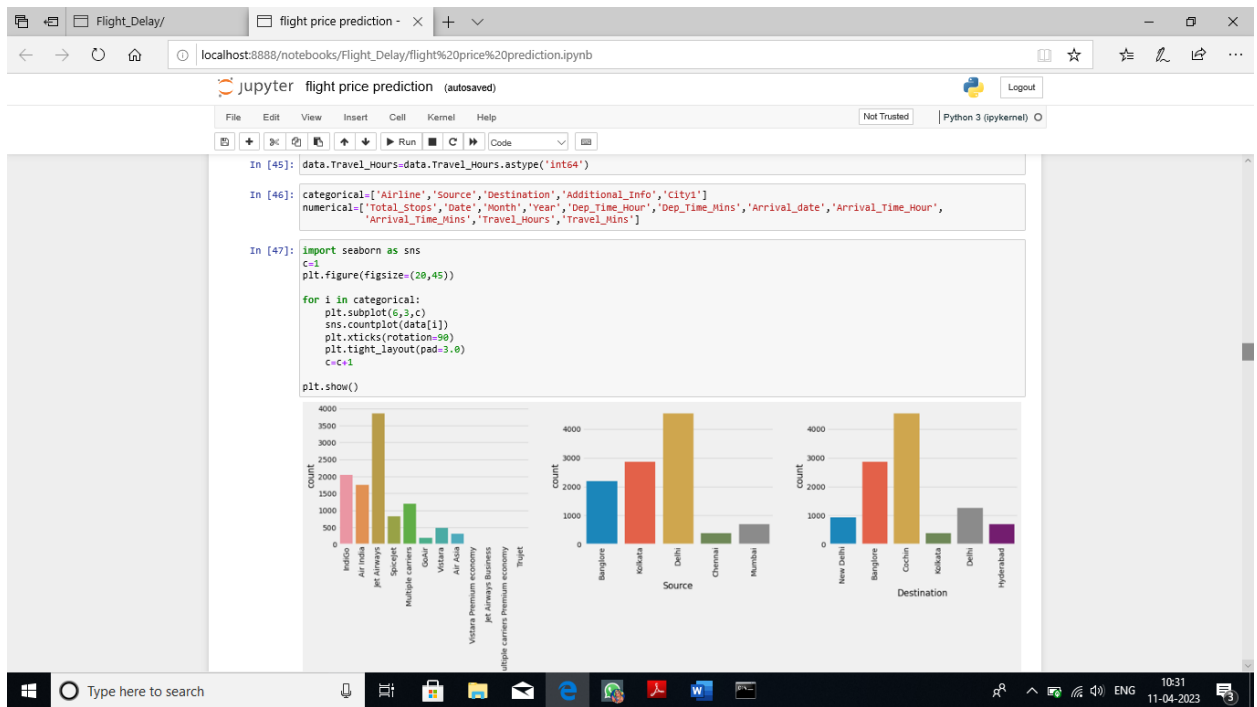 Flight_Delay/
flight price prediction -
localhost:8888/notebooks/Flight_Delay/flight%20price%20prediction.ipynb
jupyter flight price prediction (autosaved)
Logout
File Edit View Insert Cell Kernel Help
Not Trusted
Python 3 (ipykernel)
Run
Code
In [45]: data.Travel_Hours=data.Travel_Hours.astype('int64')
In [46]: categorical=['Airline','Source','Destination','Additional_Info','City1']
numerical=['Total_Stops','Date','Month','Year','Dep_Time_Hour','Dep_Time_Mins','Arrival_date','Arrival_Time_Hour',
'Arrival_Time_Mins','Travel_Hours','Travel_Mins']
In [47]: import seaborn as sns
c=1
plt.figure(figsize=(20,45))
for i in categorical:
plt.subplot(6,3,c)
sns.countplot(data[i])
plt.xticks(rotation=90)
plt.tight_layout(pad=3.0)
c=c+1
plt.show()
4000
3500
3000
2500
2000
1500
1000
500
0
count
IndiGo
Air India
Jet Airways
Spicejet
Multiple carriers
GoAir
Vistara
Air Asia
Vistara Premium economy
Jet Airways Business
ultiple carriers Premium economy
Trujet
4000
3000
2000
1000
0
count
Banglore
Kolkata
Delhi
Chennai
Mumbai
Source
4000
3000
2000
1000
0
count
New Delhi
Banglore
Cochin
Kolkata
Delhi
Hyderabad
Destination
Type here to search
ENG
10:31
11-04-2023
3